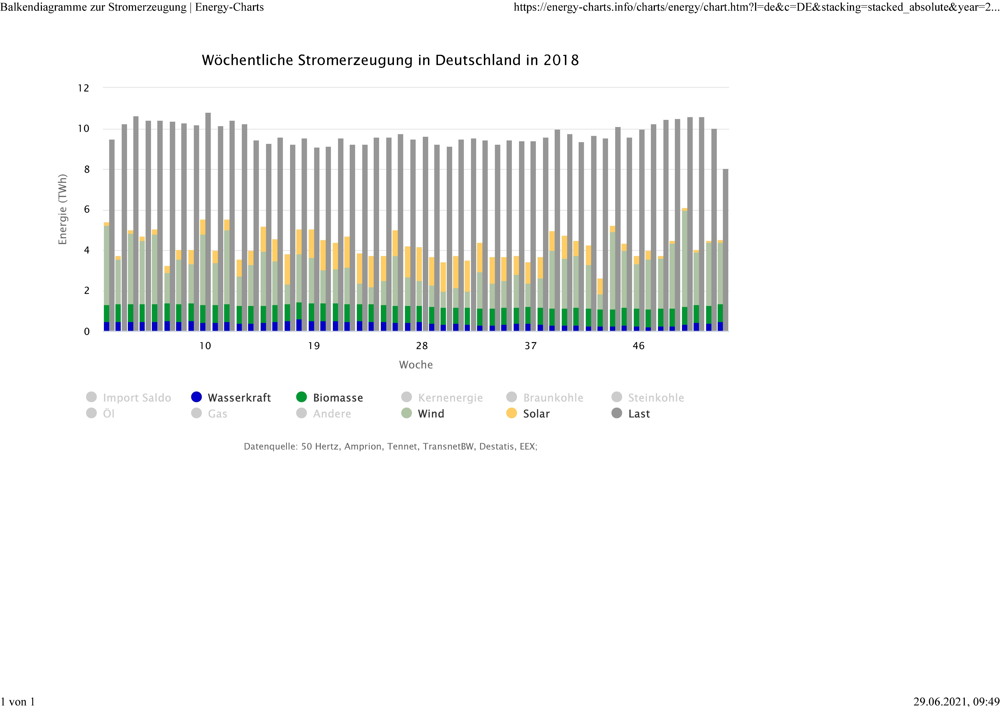 Balkendiagramme zur Stromerzeugung | Energy-Charts
https://energy-charts.info/charts/energy/chart.htm?l=de&c=DE&stacking=stacked_absolute&year=2...
Wöchentliche Stromerzeugung in Deutschland in 2018
12
10
8
6
4
2
0
Energie (TWh)
10 19 28 37 46
Woche
Import Saldo Wasserkraft Biomasse Kernenergie Braunkohle Steinkohle
Öl Gas Andere Wind Solar Last
Datenquelle: 50 Hertz, Amprion, Tennet, TransnetBW, Destatis, EEX;
1 von 1
29.06.2021, 09:49